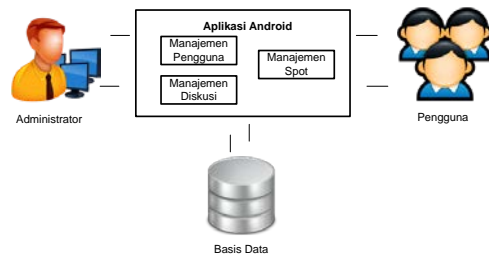 Aplikasi Android
Manajemen
Pengguna
Manajemen
Spot
Manajemen
Diskusi
Administrator
Pengguna
Basis Data